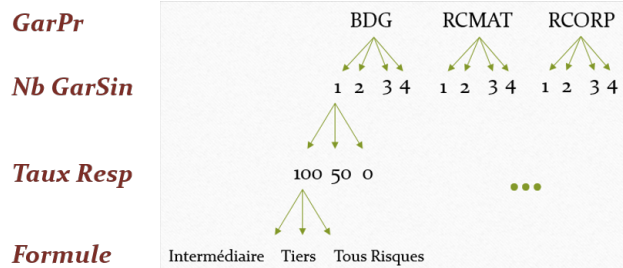 GarPr BDG RCMAT RCORP
Nb GarSin 1 2 3 4 1 2 3 4 1 2 3 4
Taux Resp 100 50 0 ...
Formule Intermédiaire Tiers Tous Risques